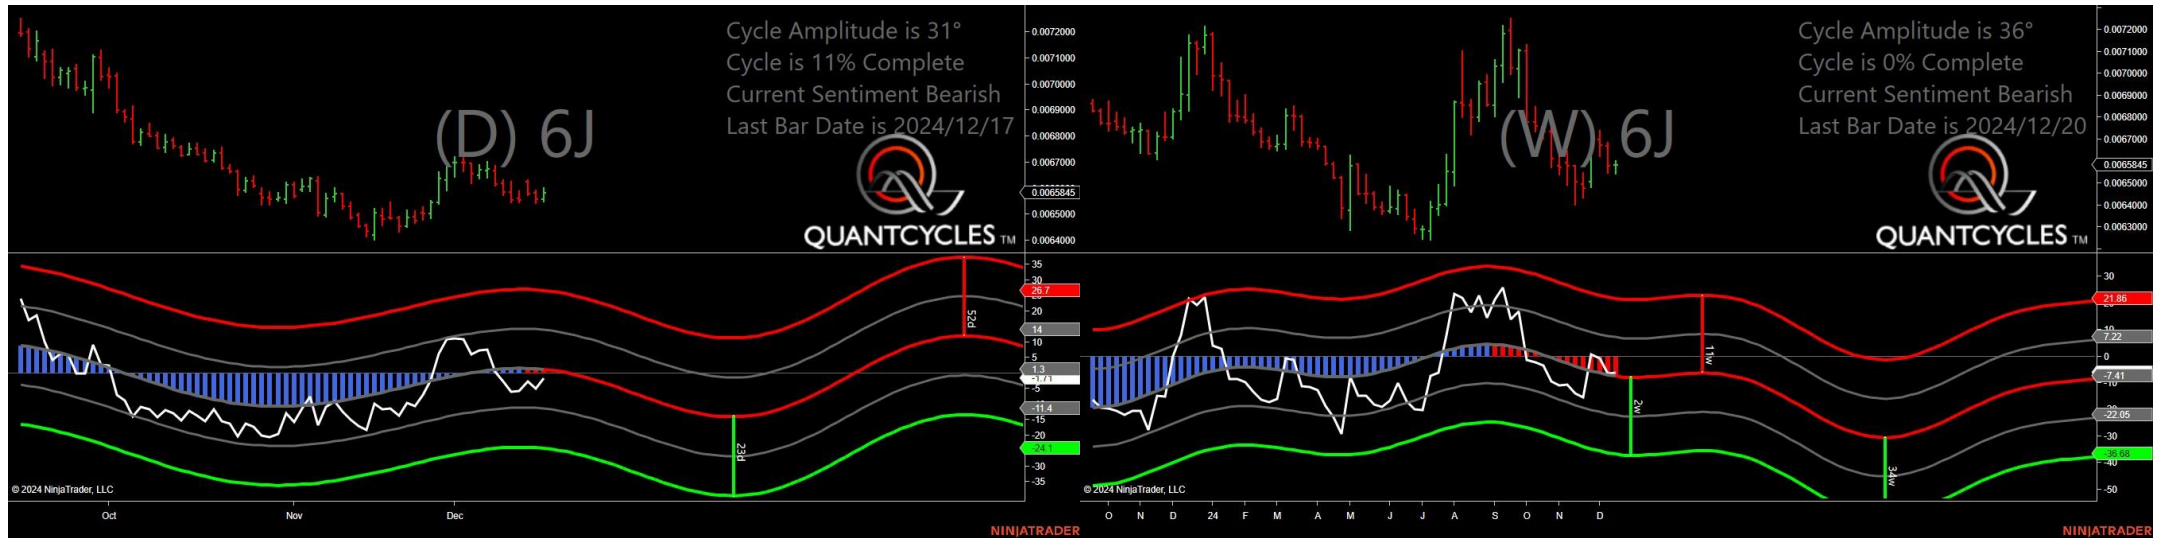 Cycle Amplitude is 31°
Cycle is 11% Complete
Current Sentiment Bearish
Last Bar Date is 2024/12/17
(D) 6J
QUANTCYCLES TM
0.0072000
0.0071000
0.0070000
0.0069000
0.0068000
0.0067000
0.0065845
0.0065000
0.0064000
35
30
26.7
20
14
10
5
1.3
-1.71
-5
-11.4
-15
-20
-24.1
-30
-35
52d
23d
© 2024 NinjaTrader, LLC
Oct
Nov
Dec
NINJATRADER
Cycle Amplitude is 36°
Cycle is 0% Complete
Current Sentiment Bearish
Last Bar Date is 2024/12/20
(W) 6J
QUANTCYCLES TM
0.0072000
0.0071000
0.0070000
0.0069000
0.0068000
0.0067000
0.0065845
0.0065000
0.0064000
0.0063000
30
21.86
10
7.22
0
-7.41
-10
-22.05
-30
-36.68
-40
-50
11w
2w
34w
© 2024 NinjaTrader, LLC
O N D 24 F M A M J J A S O N D
NINJATRADER